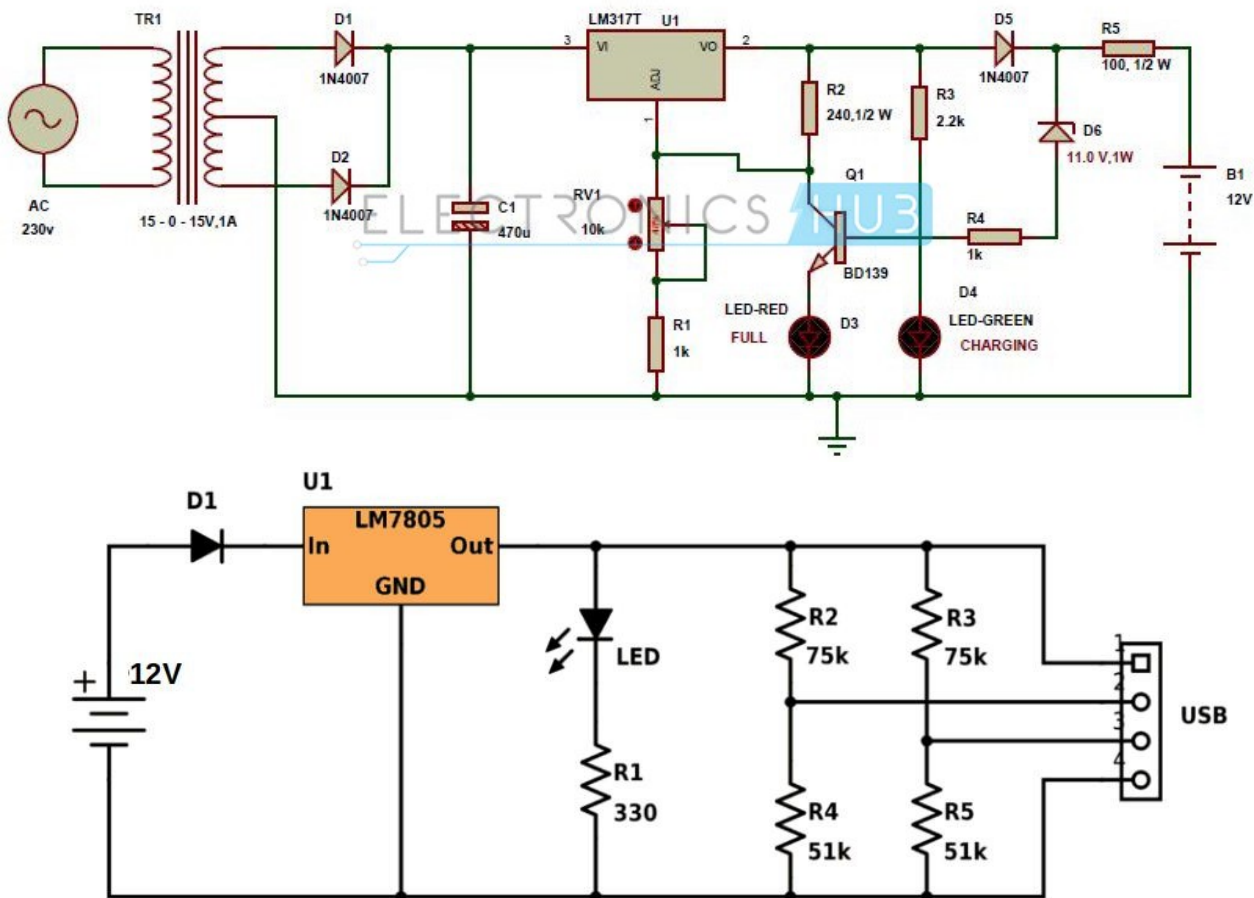 TR1
D1
1N4007
D2
1N4007
AC
230v
15 - 0 - 15V,1A
LM317T
U1
3
VI
VO
2
ADJ
1
D5
1N4007
R5
100, 1/2 W
R2
240,1/2 W
R3
2.2k
D6
11.0 V,1W
B1
12V
C1
470u
RV1
10k
Q1
BD139
R4
1k
R1
1k
LED-RED
FULL
D3
D4
LED-GREEN
CHARGING
ELECTRONICS HUB
D1
U1
LM7805
In
Out
GND
+
12V
LED
R1
330
R2
75k
R3
75k
R4
51k
R5
51k
1
2
3
4
USB